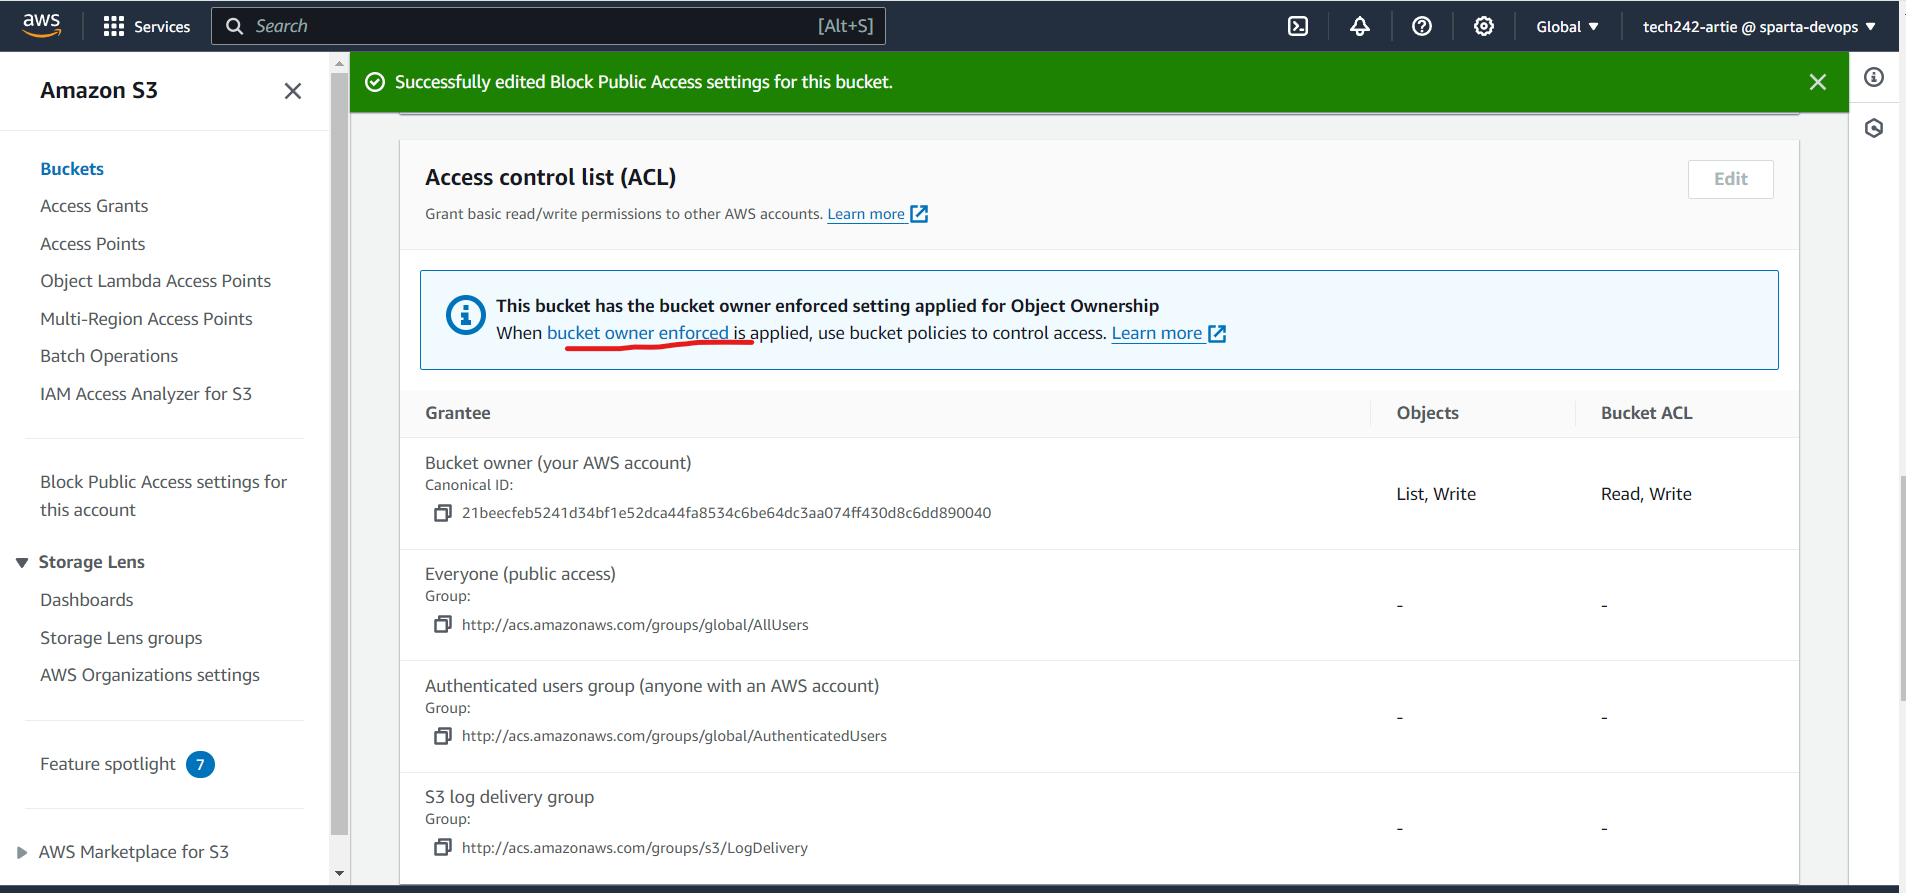 aws
Services
Search
[Alt+S]
Global
tech242-artie @ sparta-devops
Amazon S3
Successfully edited Block Public Access settings for this bucket.
Buckets
Access Grants
Access Points
Object Lambda Access Points
Multi-Region Access Points
Batch Operations
IAM Access Analyzer for S3
Block Public Access settings for
this account
Storage Lens
Dashboards
Storage Lens groups
AWS Organizations settings
Feature spotlight 7
AWS Marketplace for S3
Access control list (ACL)
Edit
Grant basic read/write permissions to other AWS accounts. Learn more
This bucket has the bucket owner enforced setting applied for Object Ownership
When bucket owner enforced is applied, use bucket policies to control access. Learn more
Grantee Objects Bucket ACL
Bucket owner (your AWS account)
Canonical ID:
21beecfeb5241d34bf1e52dca44fa8534c6be64dc3aa074ff430d8c6dd890040
List, Write
Read, Write
Everyone (public access)
Group:
http://acs.amazonaws.com/groups/global/AllUsers
- -
Authenticated users group (anyone with an AWS account)
Group:
http://acs.amazonaws.com/groups/global/AuthenticatedUsers
- -
S3 log delivery group
Group:
http://acs.amazonaws.com/groups/s3/LogDelivery
- -